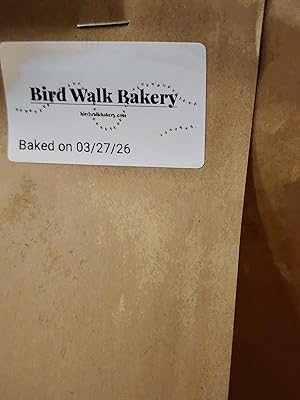 Bird Walk Bakery
birdwalkbakery.com
Baked on 03/27/26